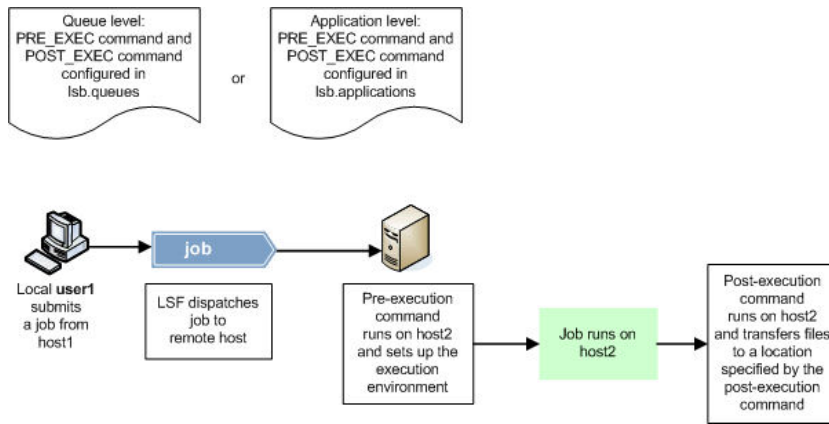 Queue level:
PRE_EXEC command and
POST_EXEC command
configured in
lsb.queues
or
Application level:
PRE_EXEC command and
POST_EXEC command
configured in
lsb.applications
job
Local user1
submits
a job from
host1
LSF dispatches
job to
remote host
Pre-execution
command
runs on host2
and sets up the
execution
environment
Job runs on
host2
Post-execution
command
runs on host2
and transfers files
to a location
specified by the
post-execution
command